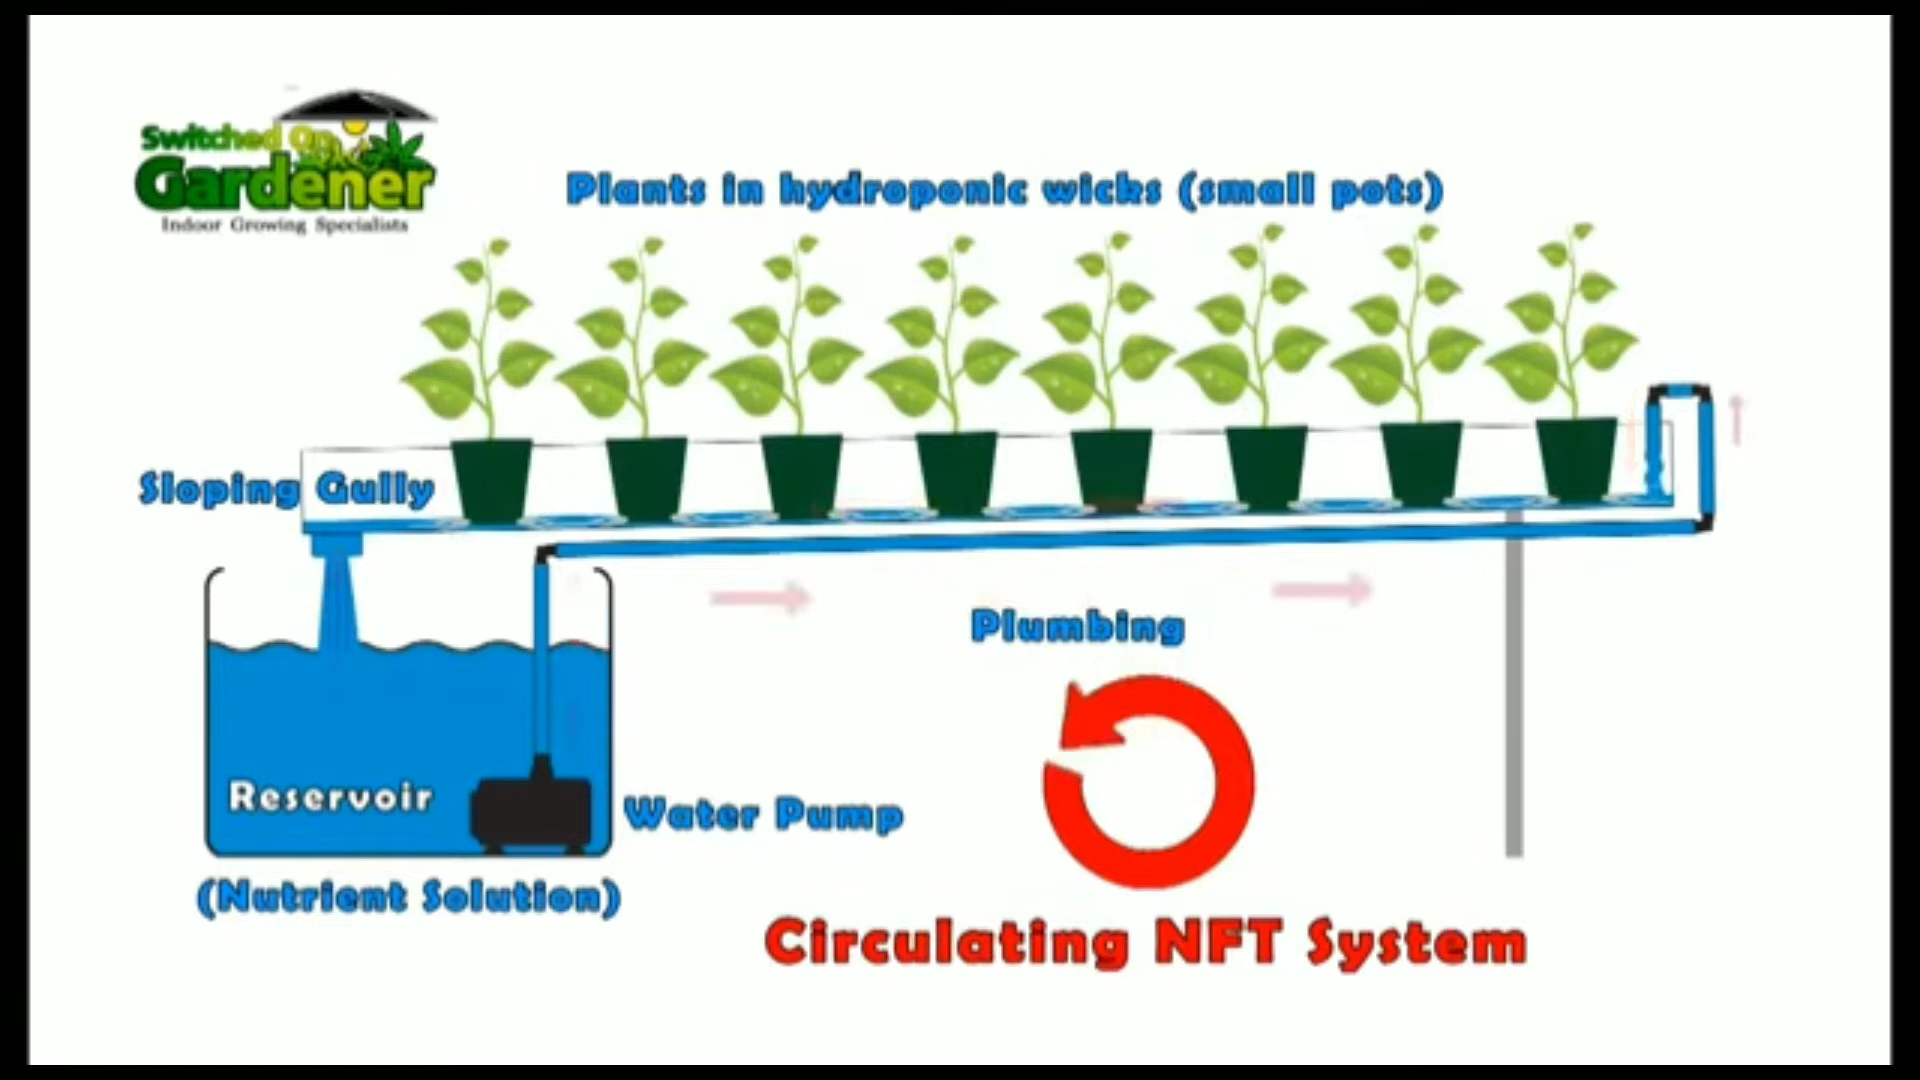 Switched On
Gardener
Indoor Growing Specialists
Plants in hydroponic wicks (small pots)
Sloping Gully
Plumbing
Reservoir
Water Pump
(Nutrient Solution)
Circulating NFT System